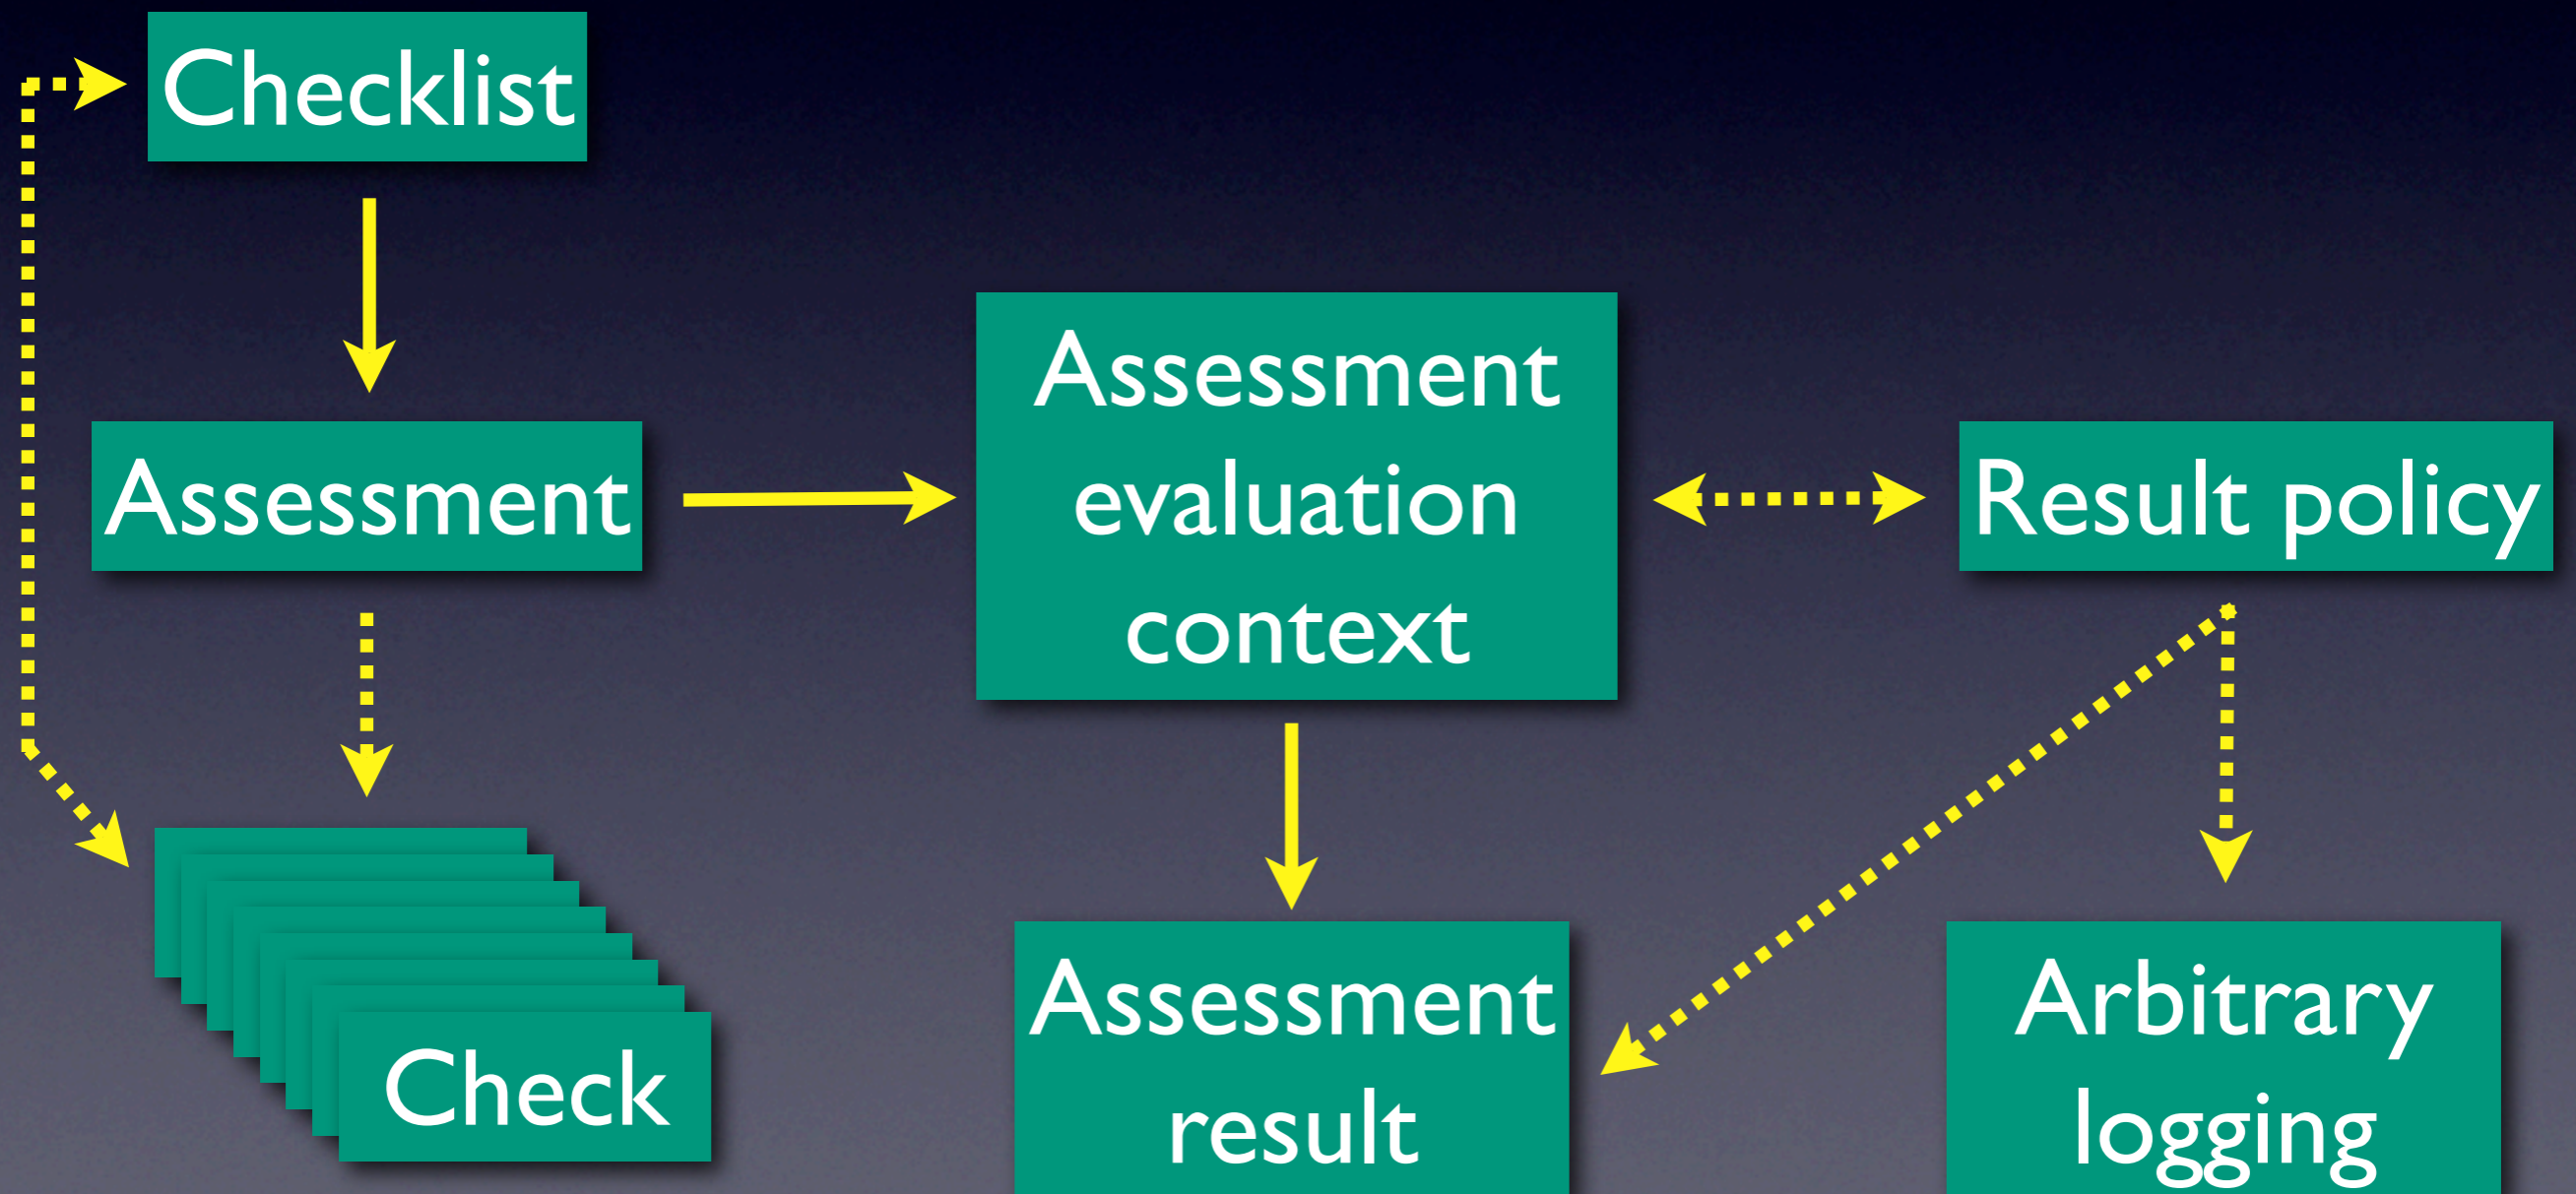 Checklist
Assessment
Assessment
evaluation
context
Result policy
Check
Assessment
result
Arbitrary
logging